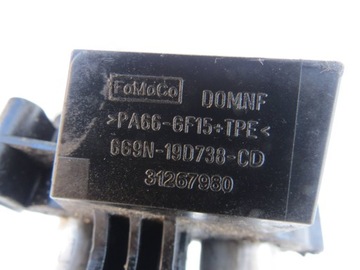 FoMoCo DOMNF
>PA66-GF15+TPE<
6G9N-19D738-CD
31267980